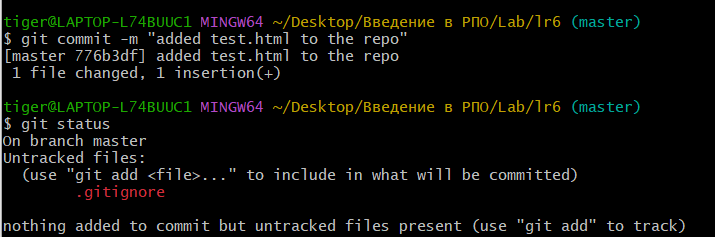 tiger@LAPTOP-L74BUUC1 MINGW64 ~/Desktop/Введение в РПО/Lab/lr6 (master)
$ git commit -m "added test.html to the repo"
[master 776b3df] added test.html to the repo
 1 file changed, 1 insertion(+)

tiger@LAPTOP-L74BUUC1 MINGW64 ~/Desktop/Введение в РПО/Lab/lr6 (master)
$ git status
On branch master
Untracked files:
  (use "git add <file>..." to include in what will be committed)
        .gitignore

nothing added to commit but untracked files present (use "git add" to track)